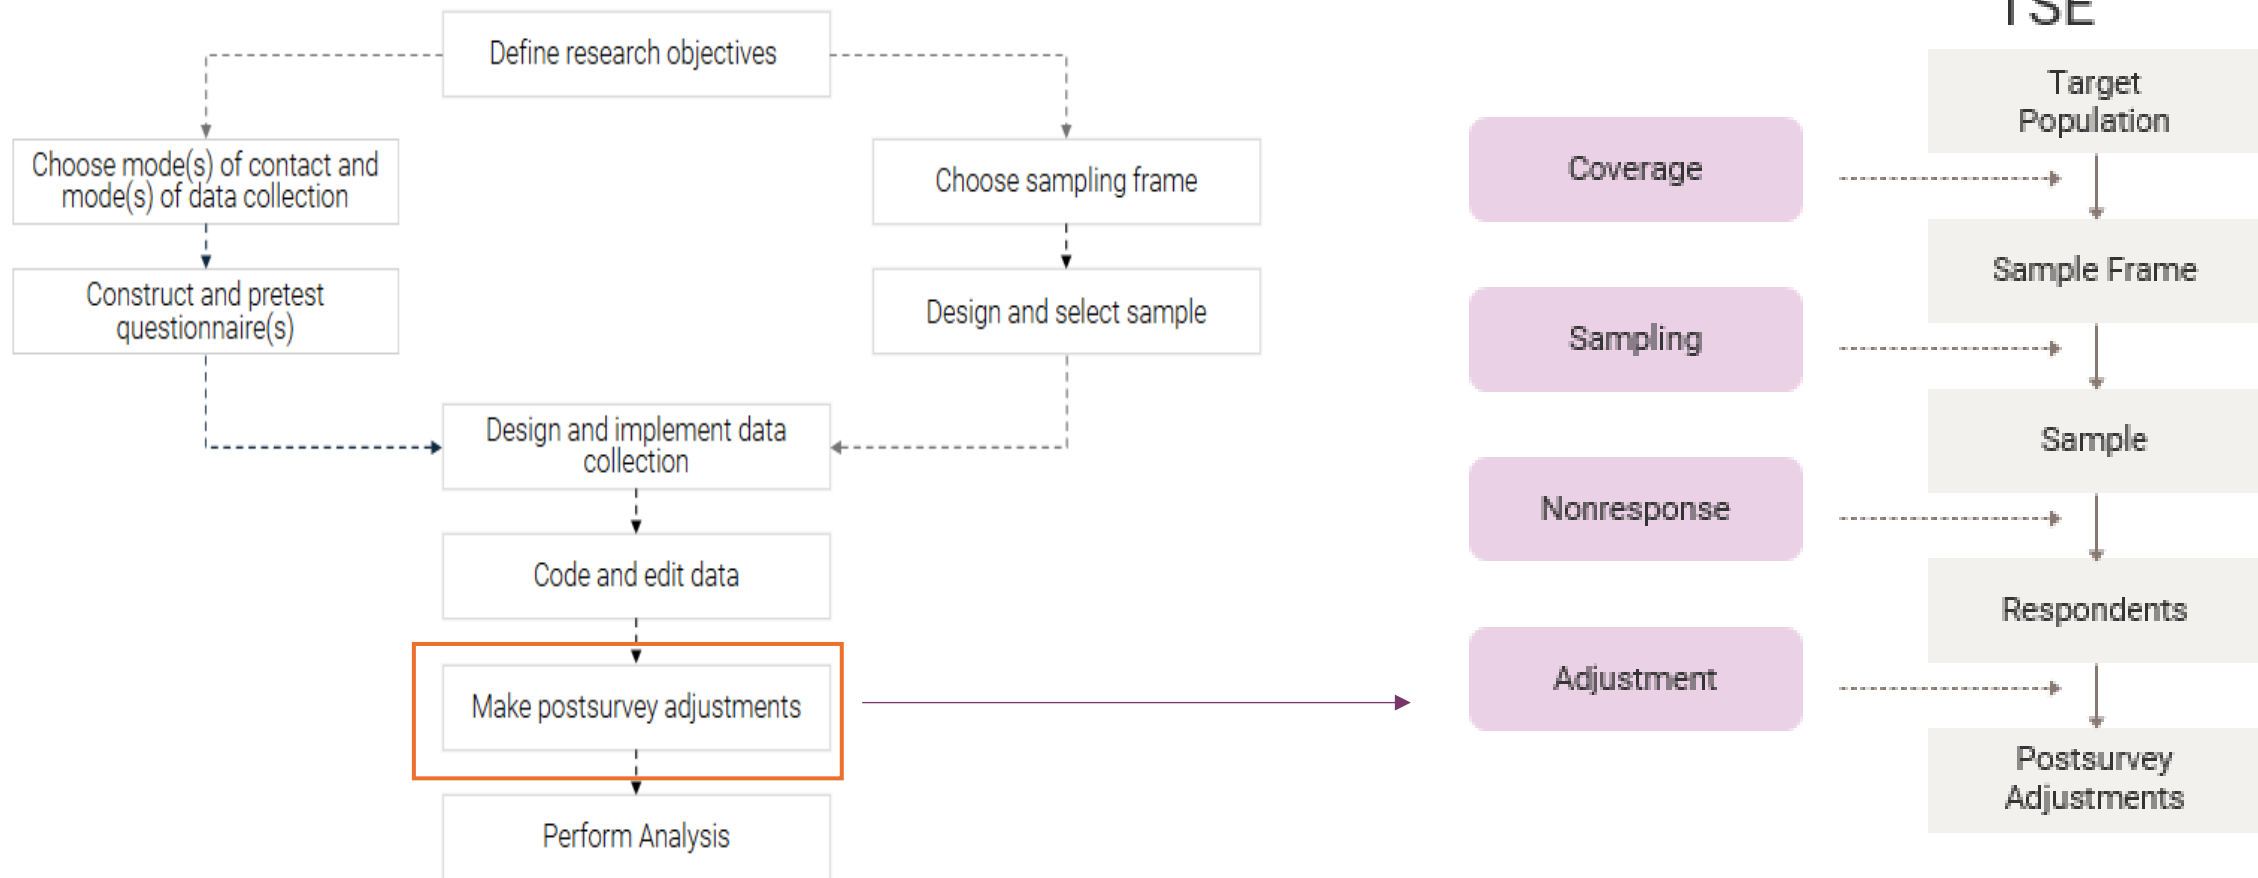 Define research objectives
Choose mode(s) of contact and
mode(s) of data collection
Choose sampling frame
Construct and pretest
questionnaire(s)
Design and select sample
Design and implement data
collection
Code and edit data
Make postsurvey adjustments
Perform Analysis
TSE
Target
Population
Coverage
Sample Frame
Sampling
Sample
Nonresponse
Respondents
Adjustment
Postsurvey
Adjustments